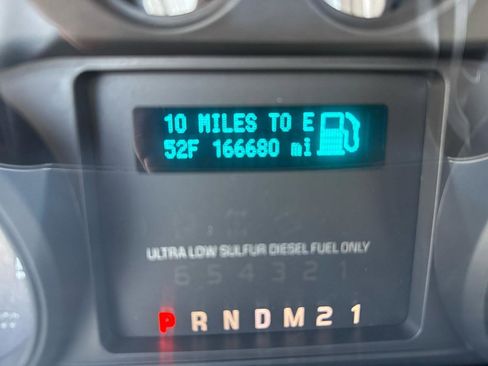 10 MILES TO E
52F 166680 mi
ULTRA LOW SULFUR DIESEL FUEL ONLY
6 5 4 3 2 1
P R N D M 2 1